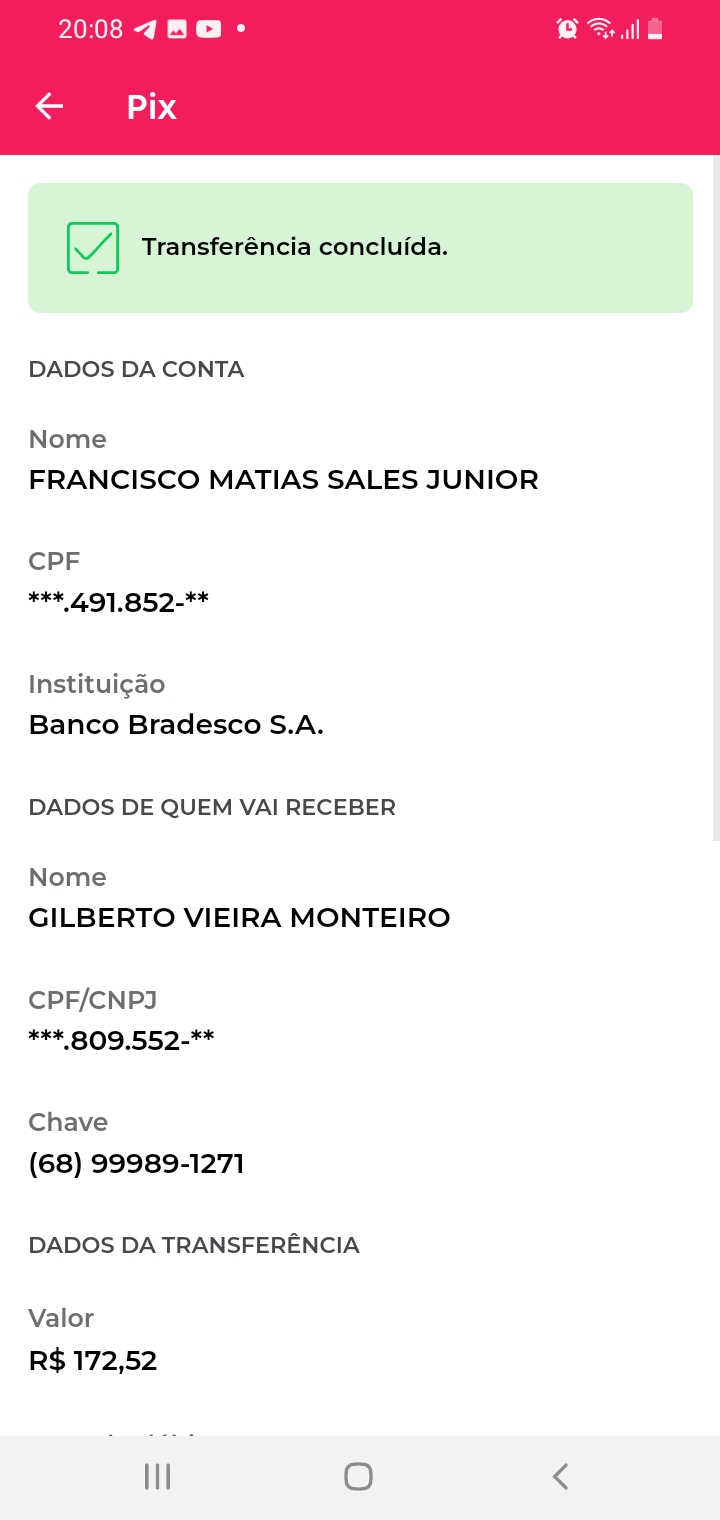 20:08
Pix
Transferência concluída.
DADOS DA CONTA
Nome
FRANCISCO MATIAS SALES JUNIOR
CPF
***.491.852-**
Instituição
Banco Bradesco S.A.
DADOS DE QUEM VAI RECEBER
Nome
GILBERTO VIEIRA MONTEIRO
CPF/CNPJ
***.809.552-**
Chave
(68) 99989-1271
DADOS DA TRANSFERÊNCIA
Valor
R$ 172,52